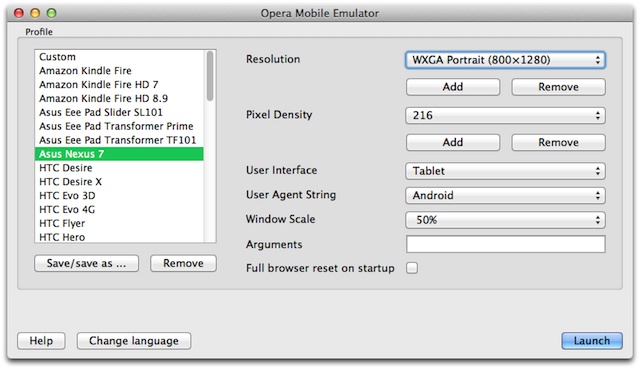 Opera Mobile Emulator
Profile
Custom
Amazon Kindle Fire
Amazon Kindle Fire HD 7
Amazon Kindle Fire HD 8.9
Asus Eee Pad Slider SL101
Asus Eee Pad Transformer Prime
Asus Eee Pad Transformer TF101
Asus Nexus 7
HTC Desire
HTC Desire X
HTC Evo 3D
HTC Evo 4G
HTC Flyer
HTC Hero
Save/save as ... Remove
Resolution WXGA Portrait (800×1280)
Add Remove
Pixel Density 216
Add Remove
User Interface Tablet
User Agent String Android
Window Scale 50%
Arguments
Full browser reset on startup
Help Change language Launch